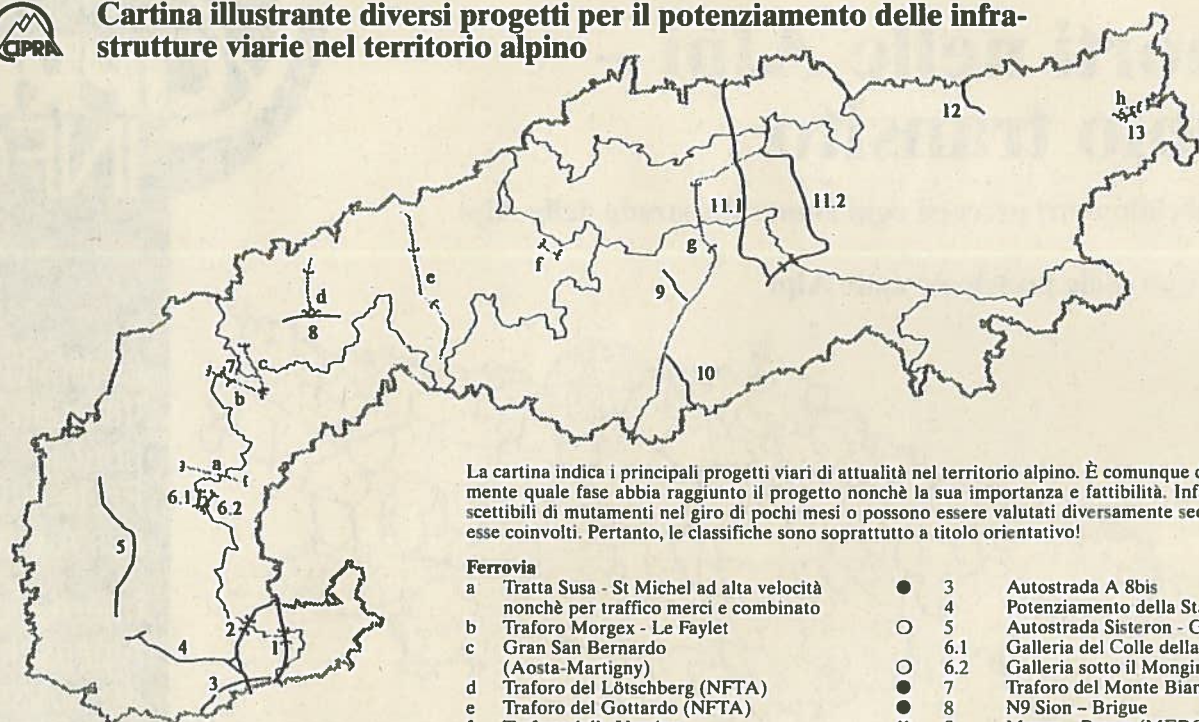 CIPRA
Cartina illustrante diversi progetti per il potenziamento delle infra-
strutture viarie nel territorio alpino
12
h
13
11.1
11.2
g
f
e
9
d
8
10
7
c
b
a
6.1
6.2
5
2
1
4
3
La cartina indica i principali progetti viari di attualità nel territorio alpino. È comunque
mente quale fase abbia raggiunto il progetto nonchè la sua importanza e fattibilità.
scettibili di mutamenti nel giro di pochi mesi o possono essere valutati diversamente
esse coinvolti. Pertanto, le classifiche sono soprattutto a titolo orientativo!
Ferrovia
a Tratta Susa - St Michel ad alta velocità ● 3 Autostrada A 8bis
nonchè per traffico merci e combinato 4 Potenziamento della
b Traforo Morgex - Le Faylet ○ 5 Autostrada Sisteron -
c Gran San Bernardo 6.1 Galleria del Colle della
(Aosta-Martigny) ○ 6.2 Galleria sotto il
d Traforo del Lötschberg (NFTA) ● 7 Traforo del Monte
e Traforo del Gottardo (NFTA) ● 8 N9 Sion – Brigue